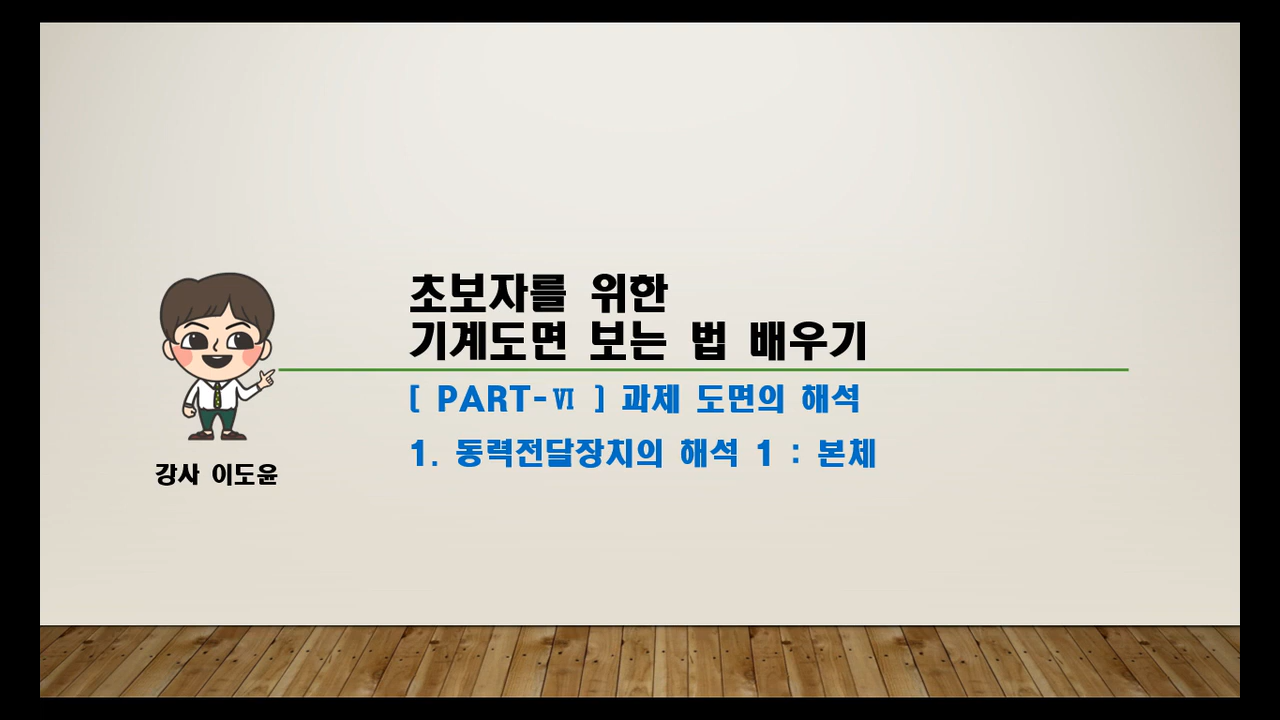 초보자를 위한
기계도면 보는 법 배우기
[ PART-Ⅵ ] 과제 도면의 해석
1. 동력전달장치의 해석 1 : 본체
강사 이도윤